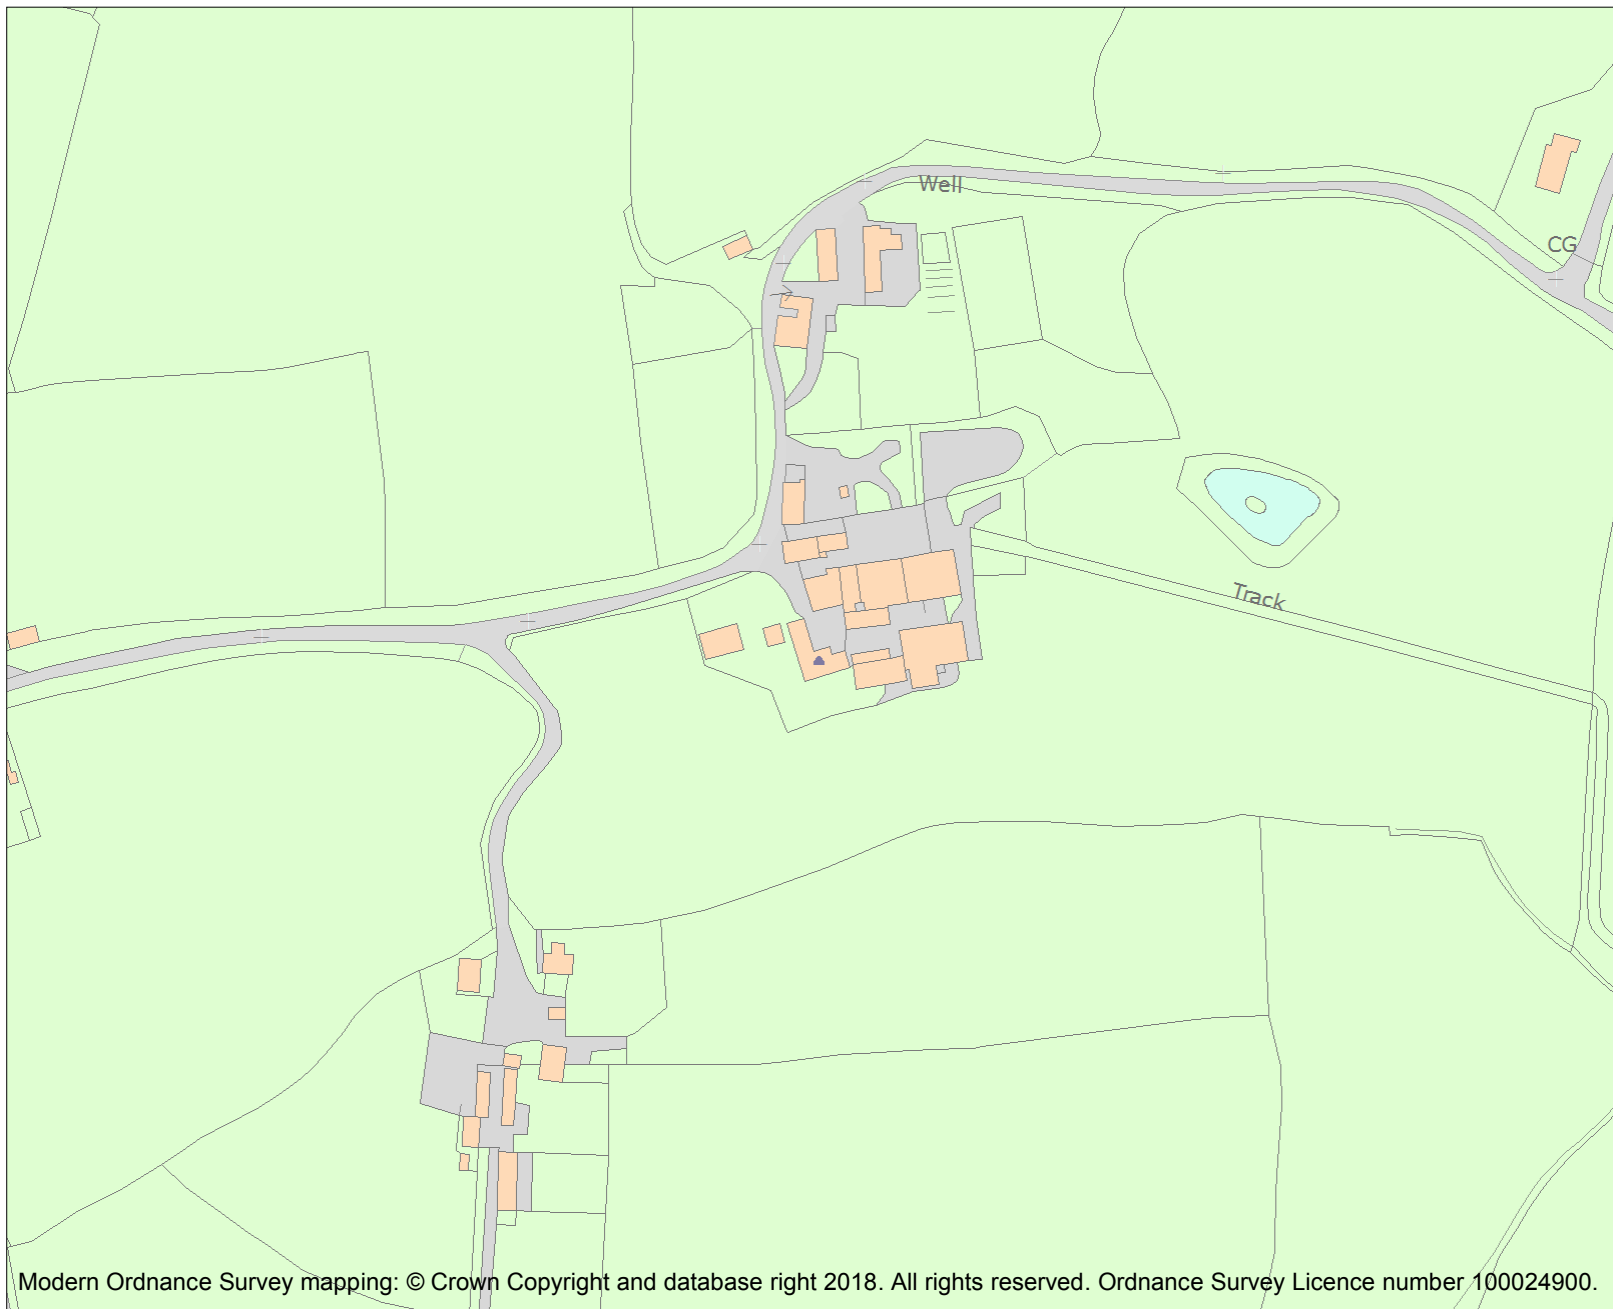 Well
CG
Track
Modern Ordnance Survey mapping: © Crown Copyright and database right 2018. All rights reserved. Ordnance Survey Licence number 100024900.